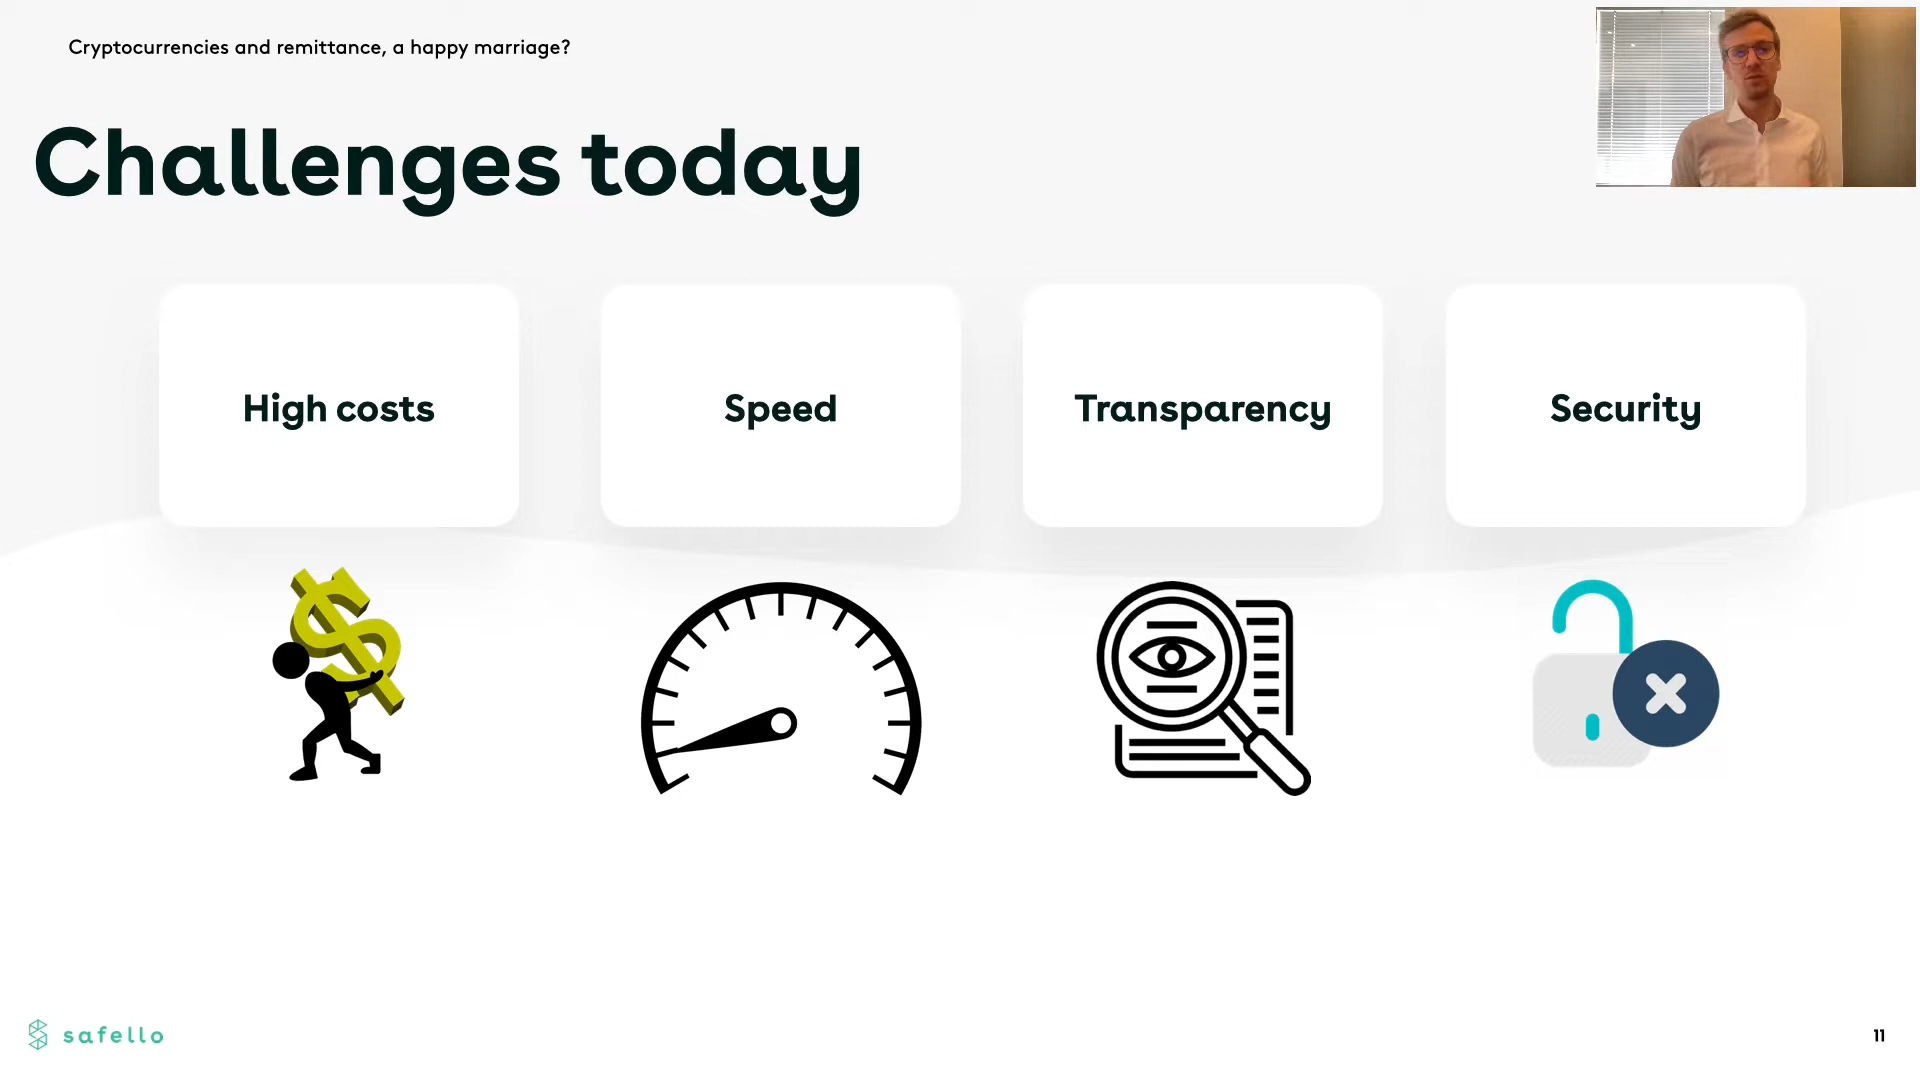 Cryptocurrencies and remittance, a happy marriage?
Challenges today
High costs
Speed
Transparency
Security
safello
11